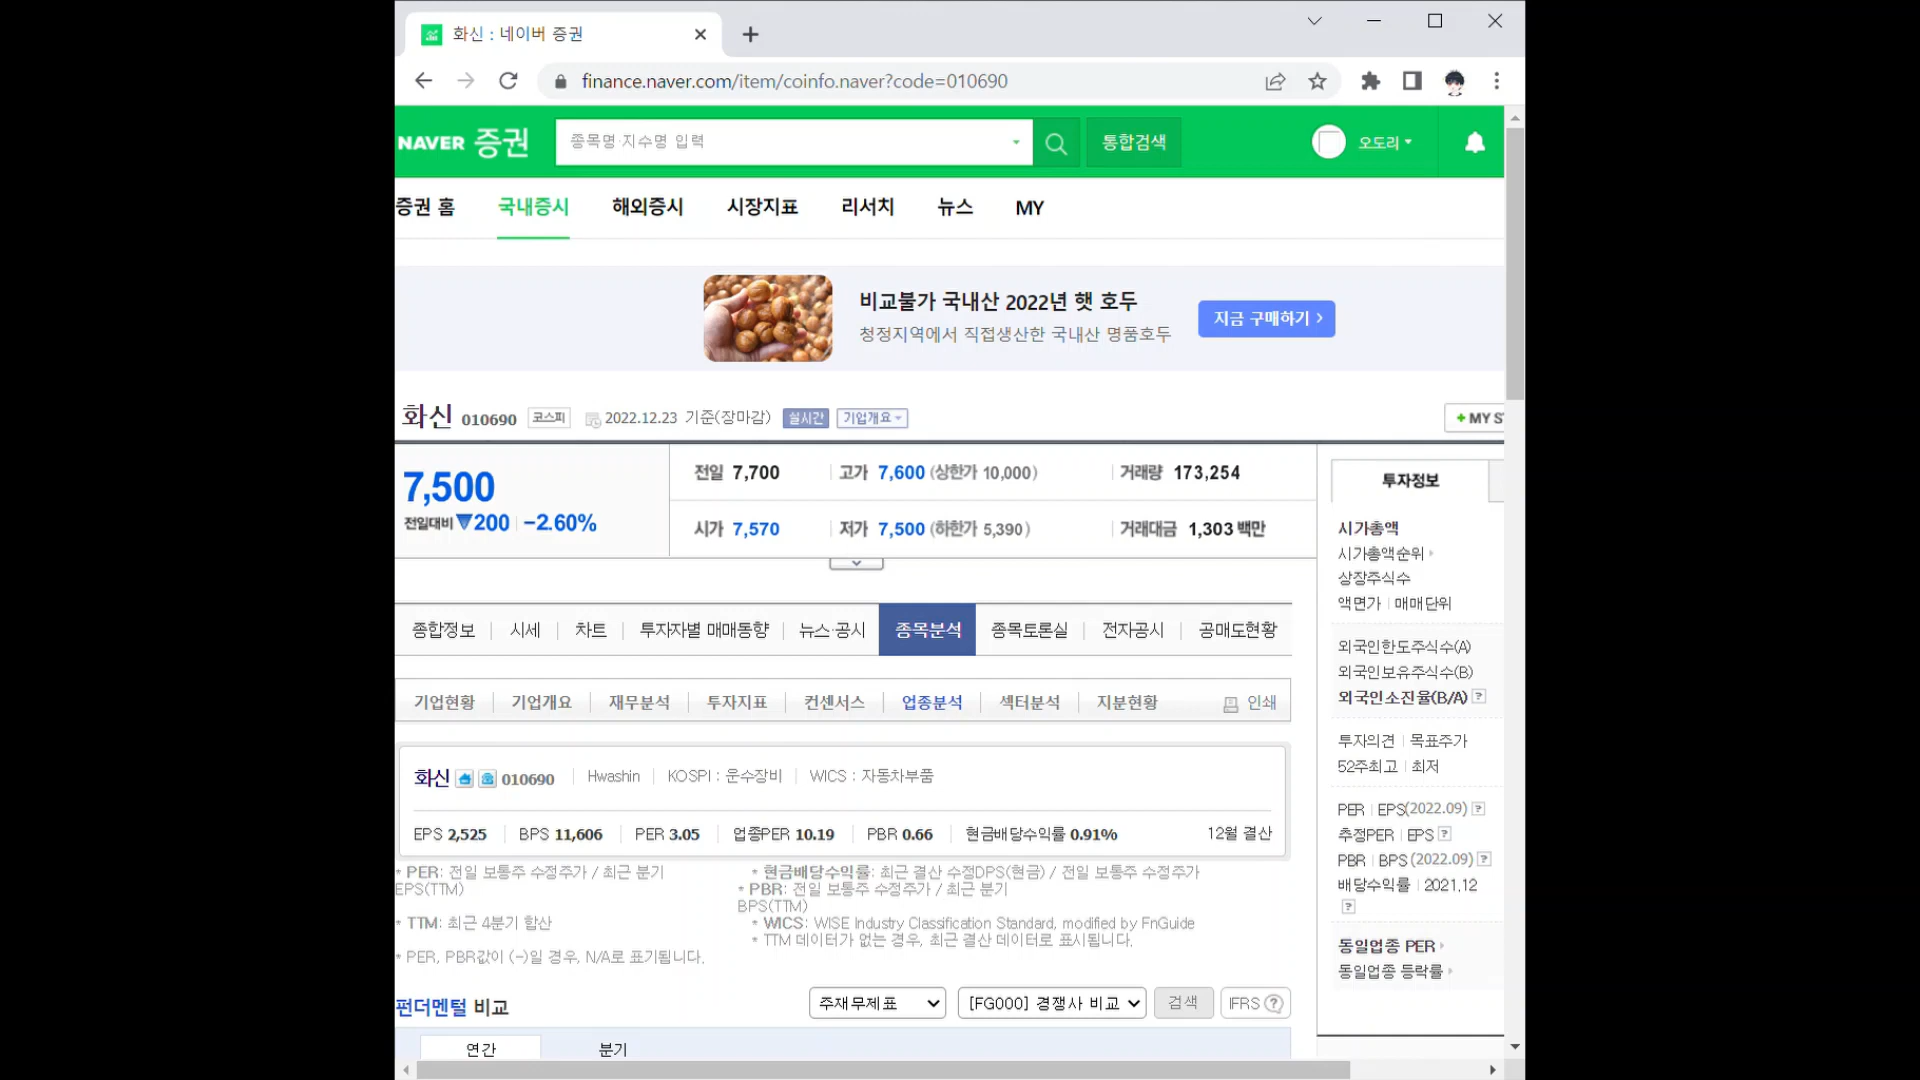 화신 : 네이버 증권
finance.naver.com/item/coinfo.naver?code=010690
NAVER 증권 종목명·지수명 입력 통합검색 오도리
증권 홈 국내증시 해외증시 시장지표 리서치 뉴스 MY
비교불가 국내산 2022년 햇 호두
청정지역에서 직접생산한 국내산 명품호두
지금 구매하기
화신 010690 코스피 2022.12.23 기준(장마감) 실시간 기업개요 + MY
7,500
전일대비 ▼200 -2.60%
전일 7,700 고가 7,600 (상한가 10,000) 거래량 173,254
시가 7,570 저가 7,500 (하한가 5,390) 거래대금 1,303 백만
종합정보 시세 차트 투자자별 매매동향 뉴스·공시 종목분석 종목토론실 전자공시 공매도현황
기업현황 기업개요 재무분석 투자지표 컨센서스 업종분석 섹터분석 지분현황 인쇄
화신 010690 Hwashin KOSPI : 운수장비 WICS : 자동차부품
EPS 2,525 BPS 11,606 PER 3.05 업종PER 10.19 PBR 0.66 현금배당수익률 0.91% 12월 결산
* PER: 전일 보통주 수정주가 / 최근 분기
EPS(TTM)
* TTM: 최근 4분기 합산
* PER, PBR값이 (-)일 경우, N/A로 표기됩니다.
* 현금배당수익률: 최근 결산 수정DPS(현금) / 전일 보통주 수정주가
* PBR: 전일 보통주 수정주가 / 최근 분기
BPS(TTM)
* WICS: WISE Industry Classification Standard, modified by FnGuide
* TTM 데이터가 없는 경우, 최근 결산 데이터로 표시됩니다.
펀더멘털 비교 주재무제표 [FG000] 경쟁사 비교 검색 IFRS ?
연간 분기
투자정보
시가총액
시가총액순위
상장주식수
액면가 매매단위
외국인한도주식수(A)
외국인보유주식수(B)
외국인소진율(B/A) ?
투자의견 목표주가
52주최고 최저
PER EPS(2022.09) ?
추정PER EPS ?
PBR BPS (2022.09) ?
배당수익률 2021.12
?
동일업종 PER
동일업종 등락률